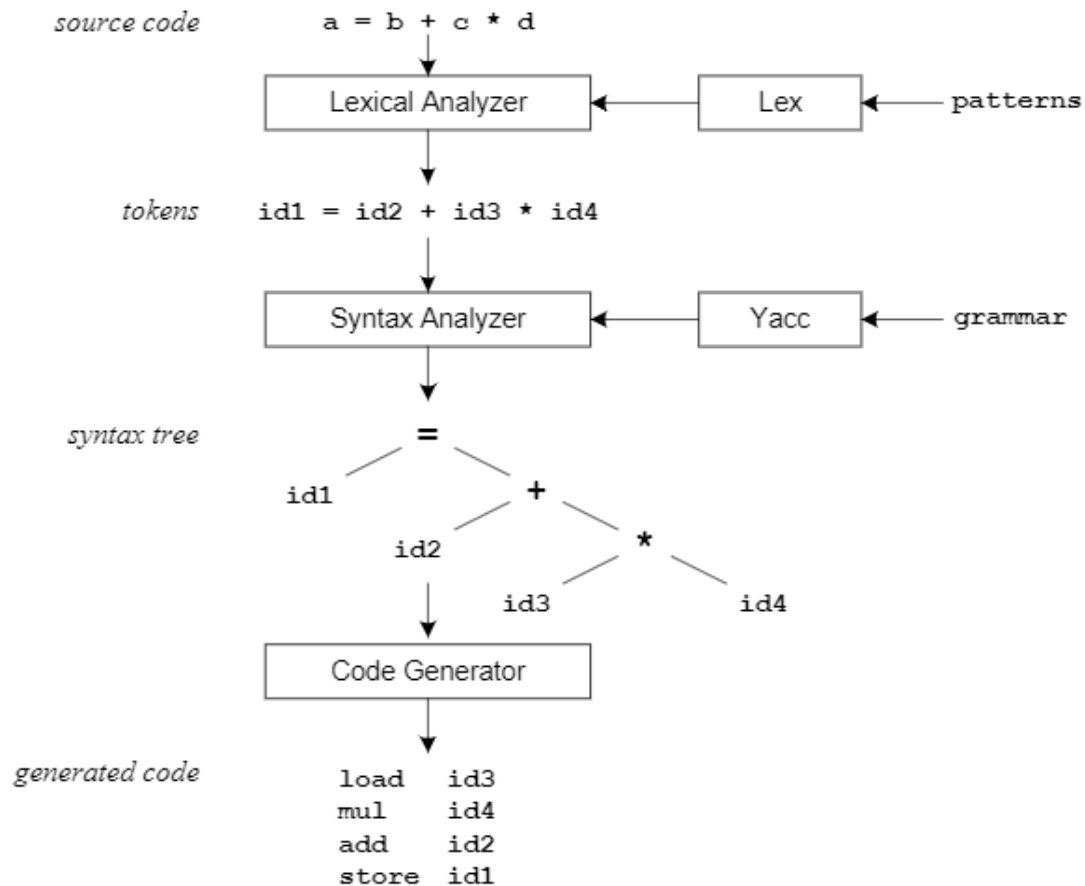 source code a = b + c * d
Lexical Analyzer Lex patterns
tokens id1 = id2 + id3 * id4
Syntax Analyzer Yacc grammar
syntax tree =
id1 +
id2 *
id3 id4
Code Generator
generated code load id3
mul id4
add id2
store id1